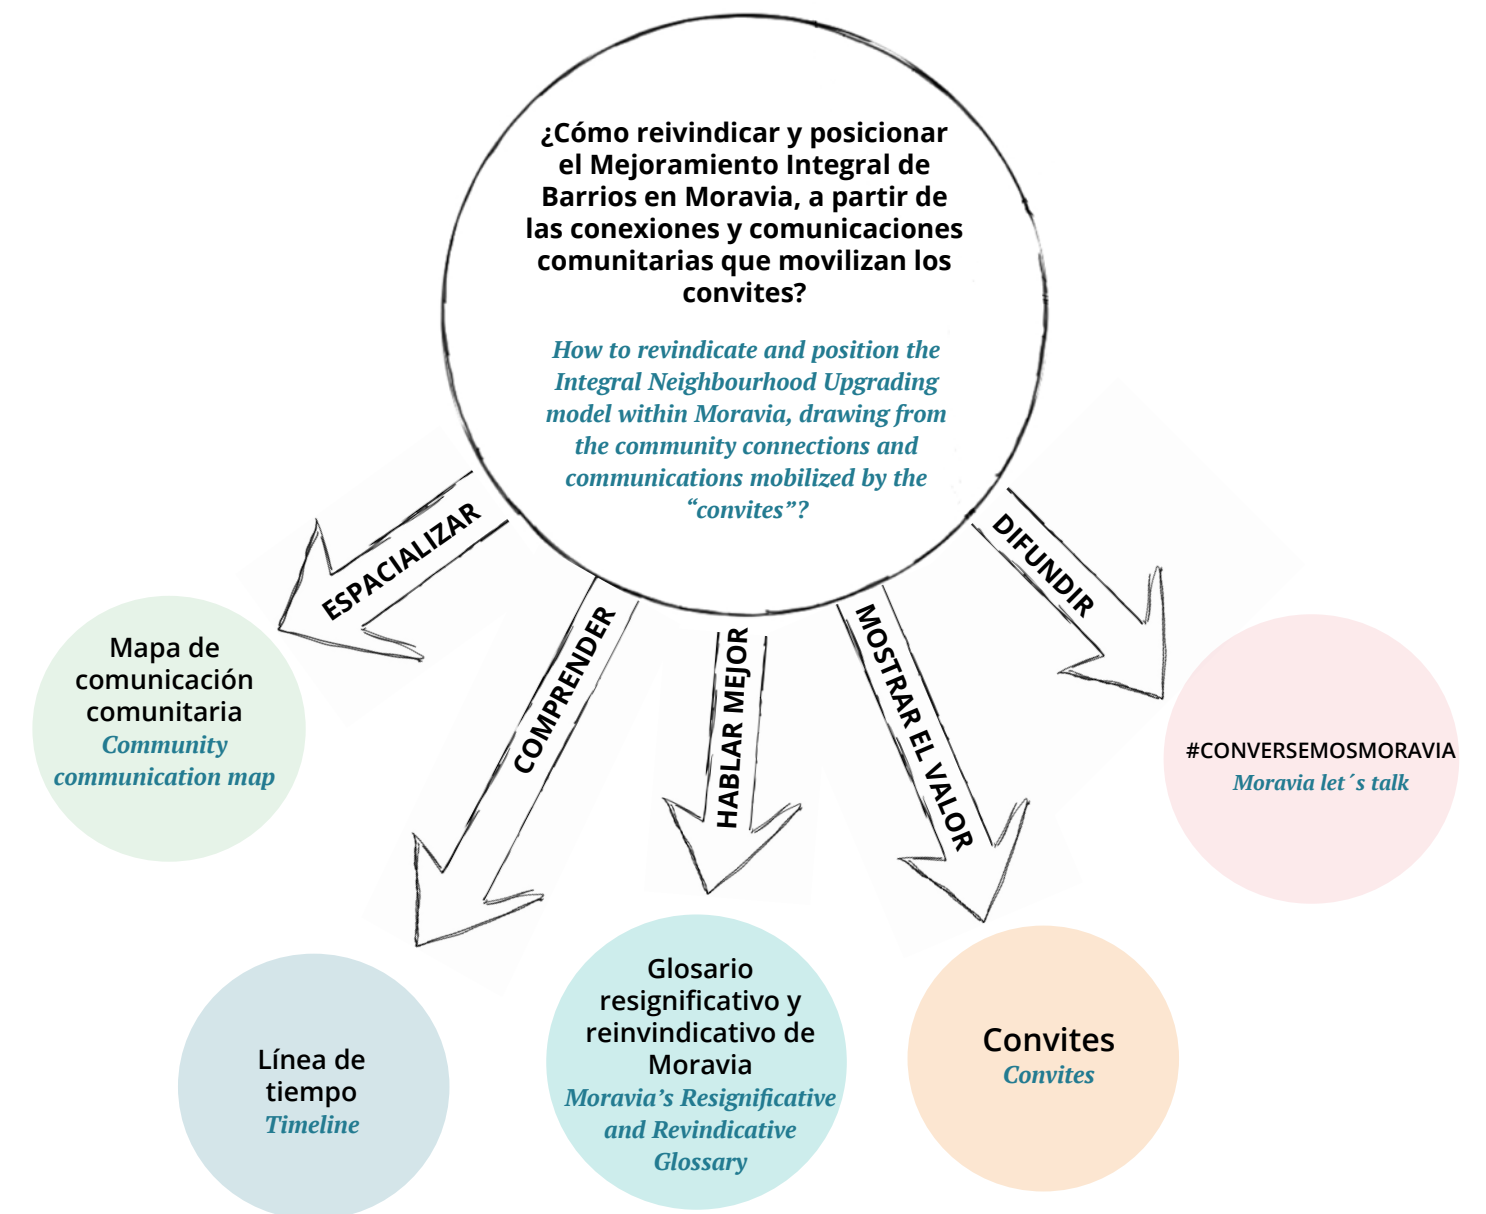 ¿Cómo reivindicar y posicionar
el Mejoramiento Integral de
Barrios en Moravia, a partir de
las conexiones y comunicaciones
comunitarias que movilizan los
convites?
How to revindicate and position the
Integral Neighbourhood Upgrading
model within Moravia, drawing from
the community connections and
communications mobilized by the
“convites”?
ESPACIALIZAR
COMPRENDER
HABLAR MEJOR
MOSTRAR EL VALOR
DIFUNDIR
Mapa de
comunicación
comunitaria
Community
communication map
Línea de
tiempo
Timeline
Glosario
resignificativo y
reinvindicativo de
Moravia
Moravia’s Resignificative
and Revindicative
Glossary
Convites
Convites
#CONVERSEMOSMORAVIA
Moravia let´s talk